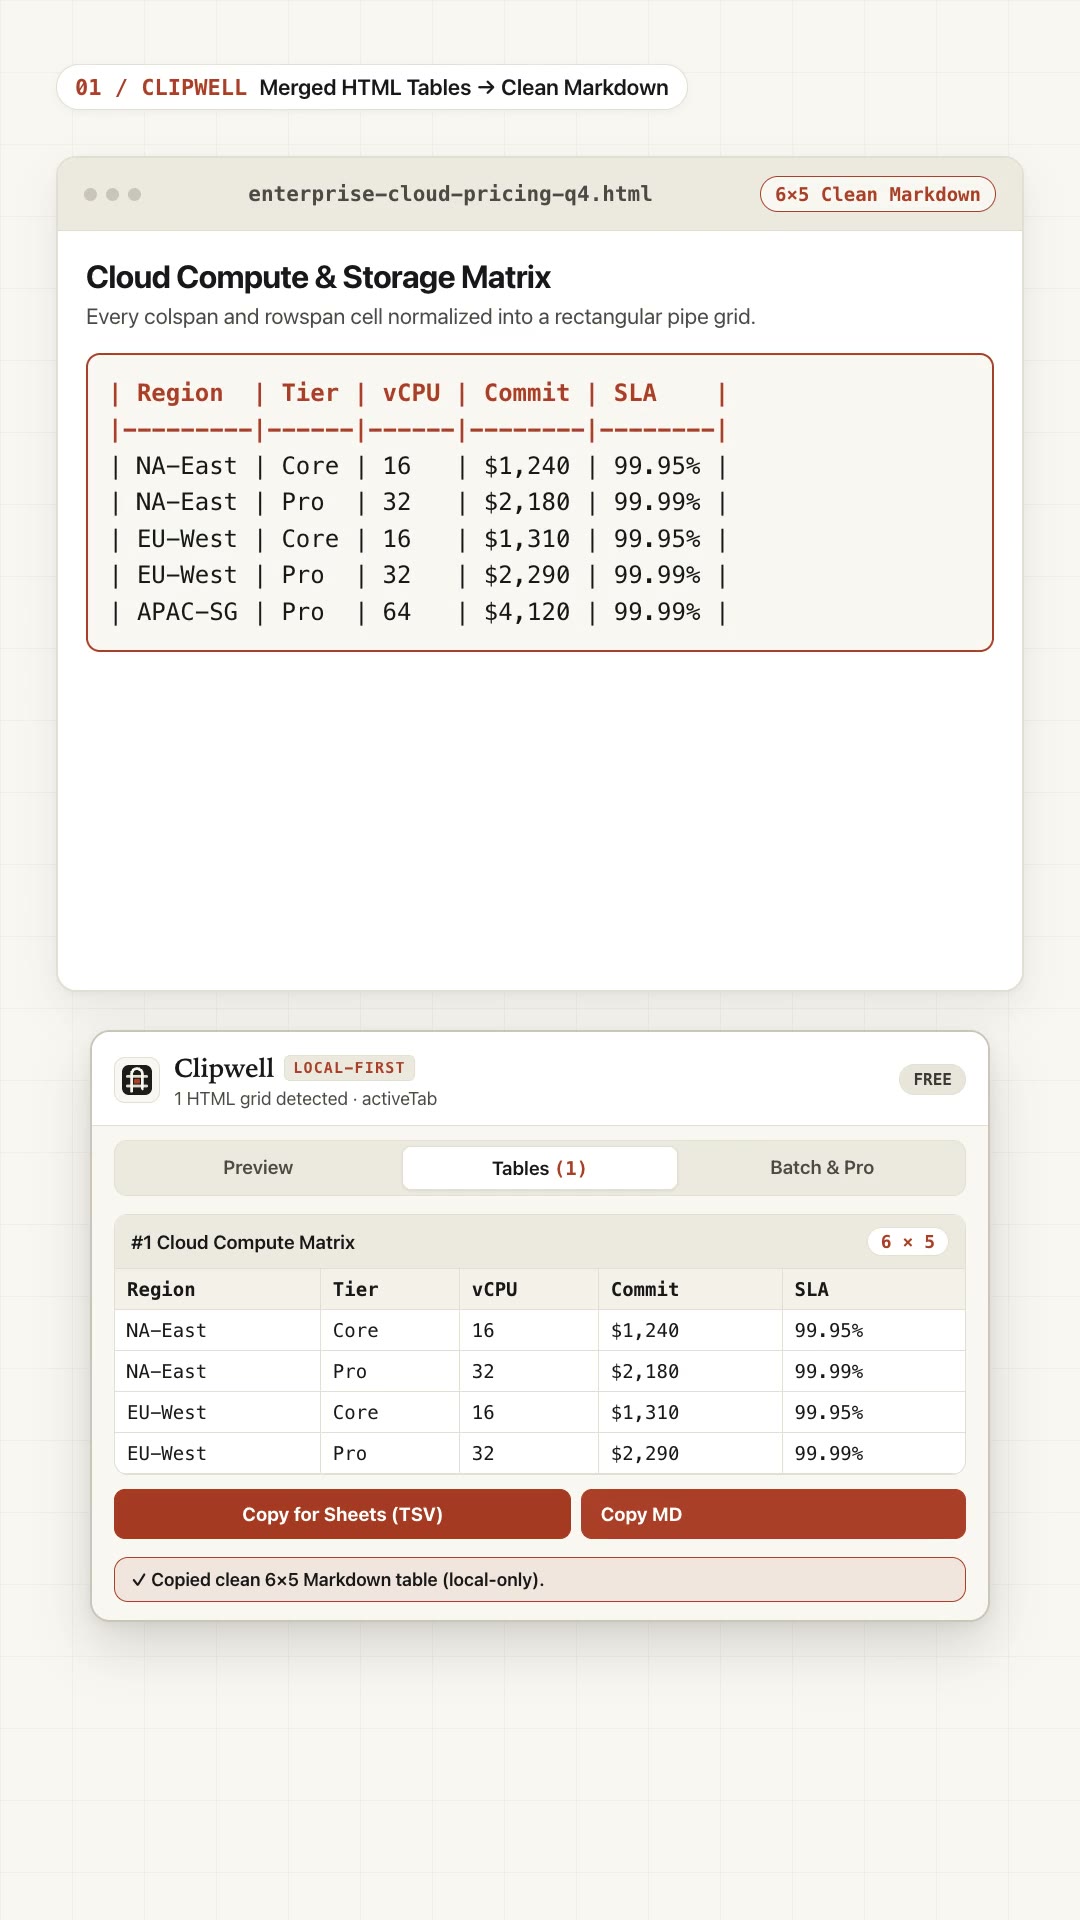 01 / CLIPWELL Merged HTML Tables → Clean Markdown
enterprise-cloud-pricing-q4.html
6×5 Clean Markdown
Cloud Compute & Storage Matrix
Every colspan and rowspan cell normalized into a rectangular pipe grid.
| Region  | Tier | vCPU | Commit | SLA    |
|---------|------|------|--------|--------|
| NA-East | Core | 16   | $1,240 | 99.95% |
| NA-East | Pro  | 32   | $2,180 | 99.99% |
| EU-West | Core | 16   | $1,310 | 99.95% |
| EU-West | Pro  | 32   | $2,290 | 99.99% |
| APAC-SG | Pro  | 64   | $4,120 | 99.99% |
Clipwell LOCAL-FIRST
1 HTML grid detected · activeTab
FREE
Preview Tables (1) Batch & Pro
#1 Cloud Compute Matrix 6 × 5
Region Tier vCPU Commit SLA
NA-East Core 16 $1,240 99.95%
NA-East Pro 32 $2,180 99.99%
EU-West Core 16 $1,310 99.95%
EU-West Pro 32 $2,290 99.99%
Copy for Sheets (TSV) Copy MD
✓ Copied clean 6×5 Markdown table (local-only).